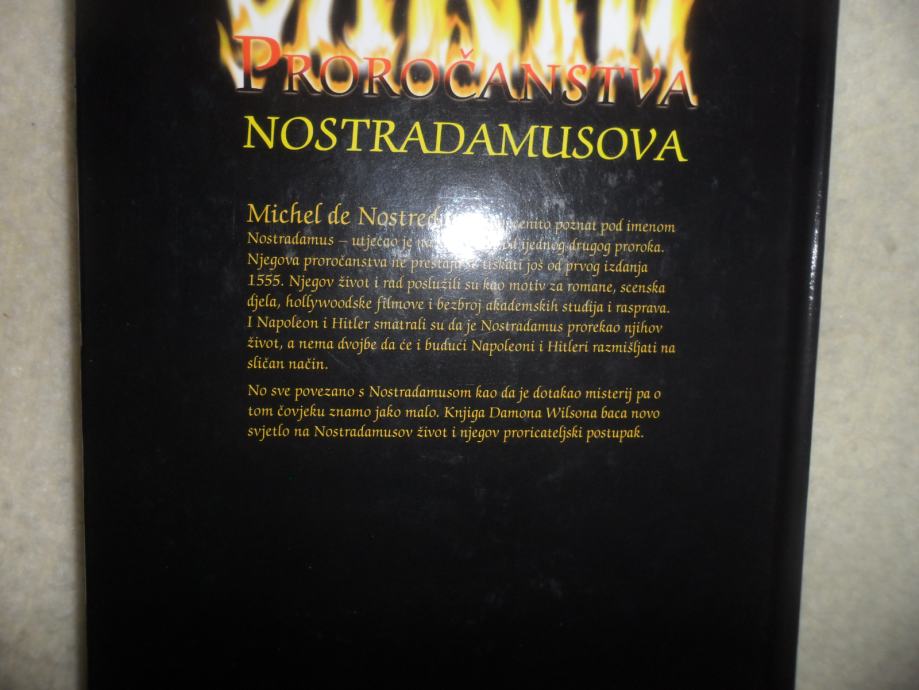 PROROČANSTVA
NOSTRADAMUSOVA
Michel de poznat pod imenom
Nostradamus – utjecao je ijednog drugog proroka.
Njegova proročanstva ne prestaju se tiskati još od prvog izdanja
1555. Njegov život i rad poslužili su kao motiv za romane, scenska
djela, hollywoodske filmove i bezbroj akademskih studija i rasprava.
I Napoleon i Hitler smatrali su da je Nostradamus prorekao njihov
život, a nema dvojbe da će i budući Napoleoni i Hitleri razmišljati na
sličan način.
No sve povezano s Nostradamusom kao da je dotakao misterij pa o
tom čovjeku znamo jako malo. Knjiga Damona Wilsona baca novo
svjetlo na Nostradamusov život i njegov proricateljski postupak.